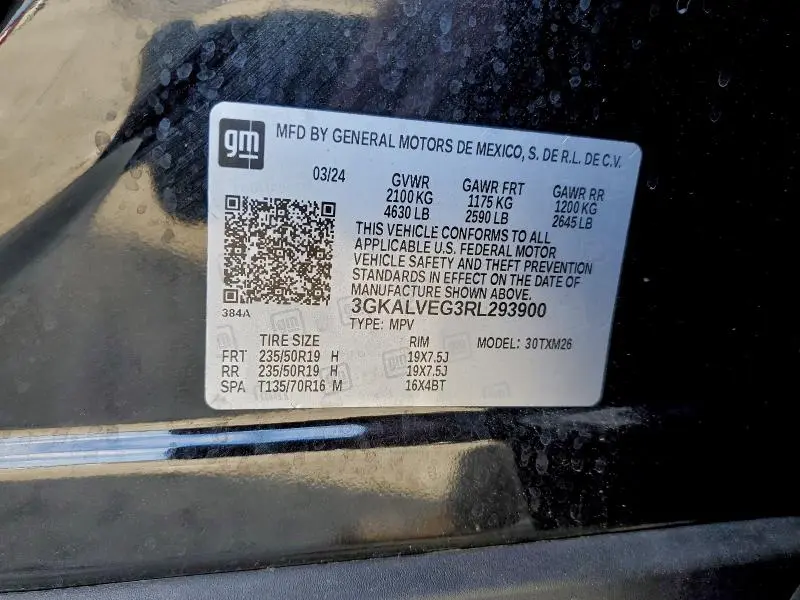 gm
MFD BY GENERAL MOTORS DE MEXICO, S. DE R.L. DE C.V.
03/24 GVWR GAWR FRT GAWR RR
2100 KG 1175 KG 1200 KG
4630 LB 2590 LB 2645 LB
THIS VEHICLE CONFORMS TO ALL
APPLICABLE U.S. FEDERAL MOTOR
VEHICLE SAFETY AND THEFT PREVENTION
STANDARDS IN EFFECT ON THE DATE OF
MANUFACTURE SHOWN ABOVE.
384A
3GKALVEG3RL293900
TYPE: MPV
TIRE SIZE RIM MODEL: 30TXM26
FRT 235/50R19 H 19X7.5J
RR 235/50R19 H 19X7.5J
SPA T135/70R16 M 16X4BT